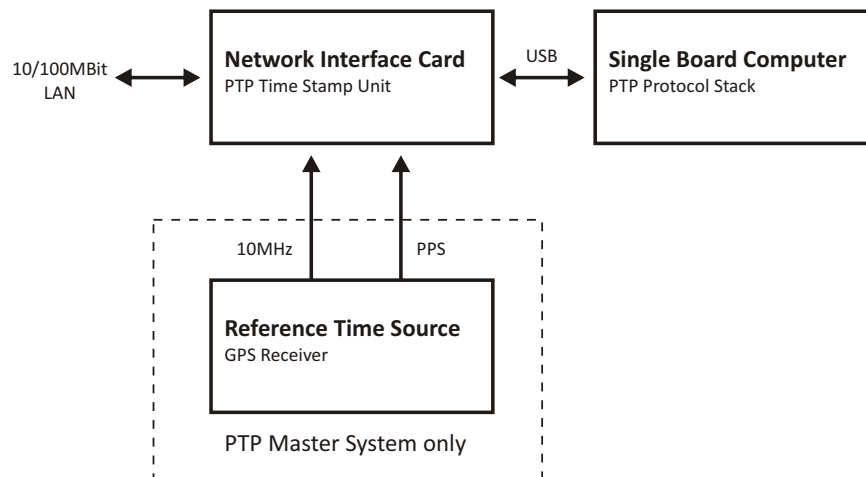 10/100MBit
LAN
Network Interface Card
PTP Time Stamp Unit
USB
Single Board Computer
PTP Protocol Stack
10MHz
PPS
Reference Time Source
GPS Receiver
PTP Master System only